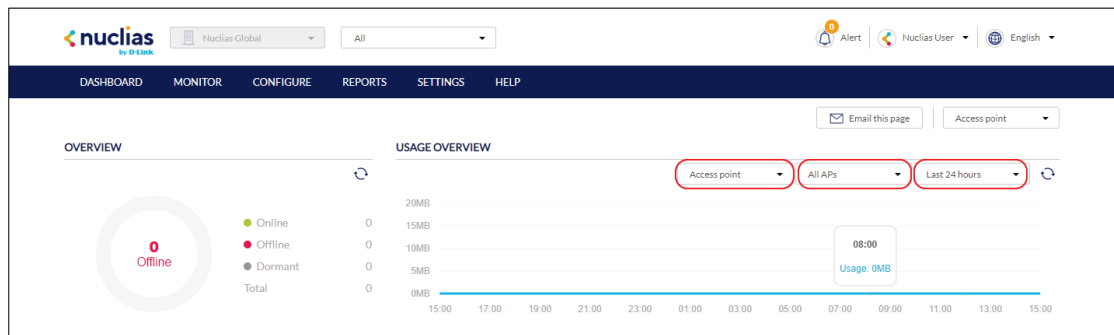 nuclias
by D-Link
Nuclias Global
All
0
Alert
Nuclias User
English
DASHBOARD MONITOR CONFIGURE REPORTS SETTINGS HELP
Email this page
Access point
OVERVIEW
USAGE OVERVIEW
Access point
All APs
Last 24 hours
0
Offline
Online 0
Offline 0
Dormant 0
Total 0
20MB
15MB
10MB
5MB
0MB
08:00
Usage: 0MB
15:00 17:00 19:00 21:00 23:00 01:00 03:00 05:00 07:00 09:00 11:00 13:00 15:00